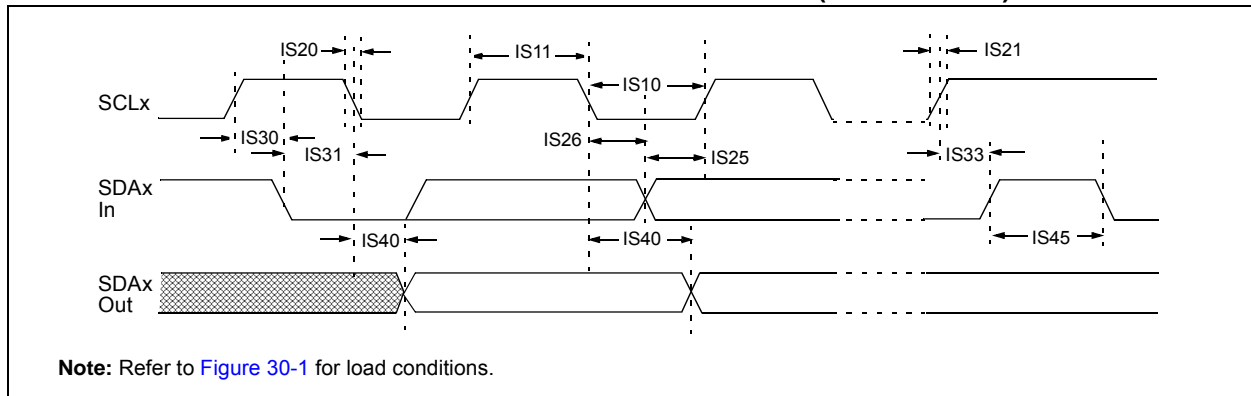 IS20
IS11
IS21
IS10
SCLx
IS30
IS26
IS31
IS25
IS33
SDAx
In
IS40
IS40
IS45
SDAx
Out
Note: Refer to Figure 30-1 for load conditions.